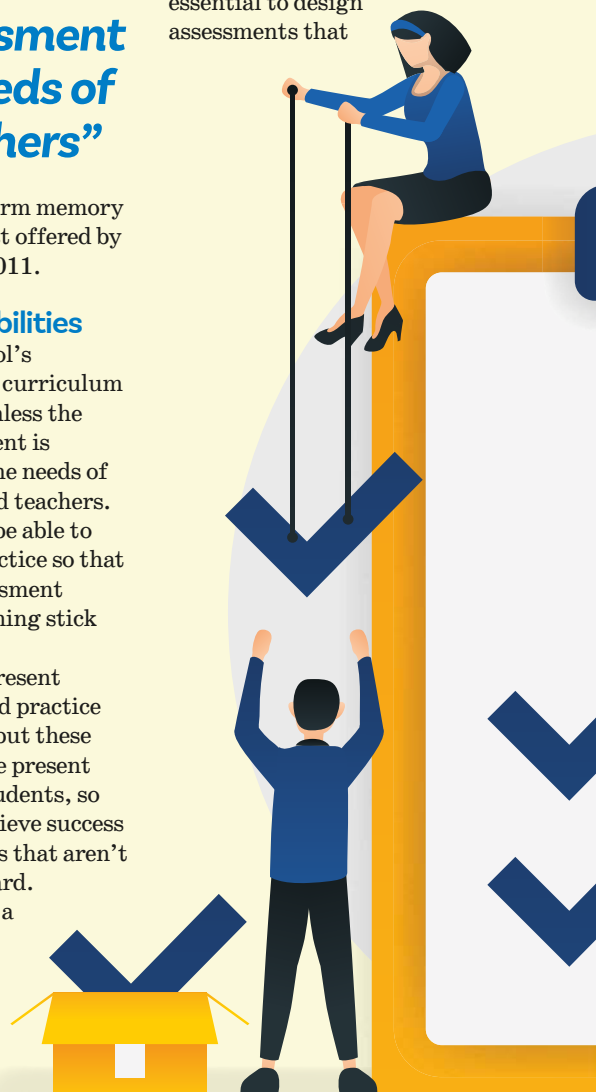 essential to design
assessments that
sment
eds of
hers”
rm memory
t offered by
011.
bilities
ol’s
curriculum
nless the
ent is
he needs of
d teachers.
be able to
ctice so that
sment
ning stick
resent
d practice
out these
e present
udents, so
ieve success
s that aren’t
ard.
a